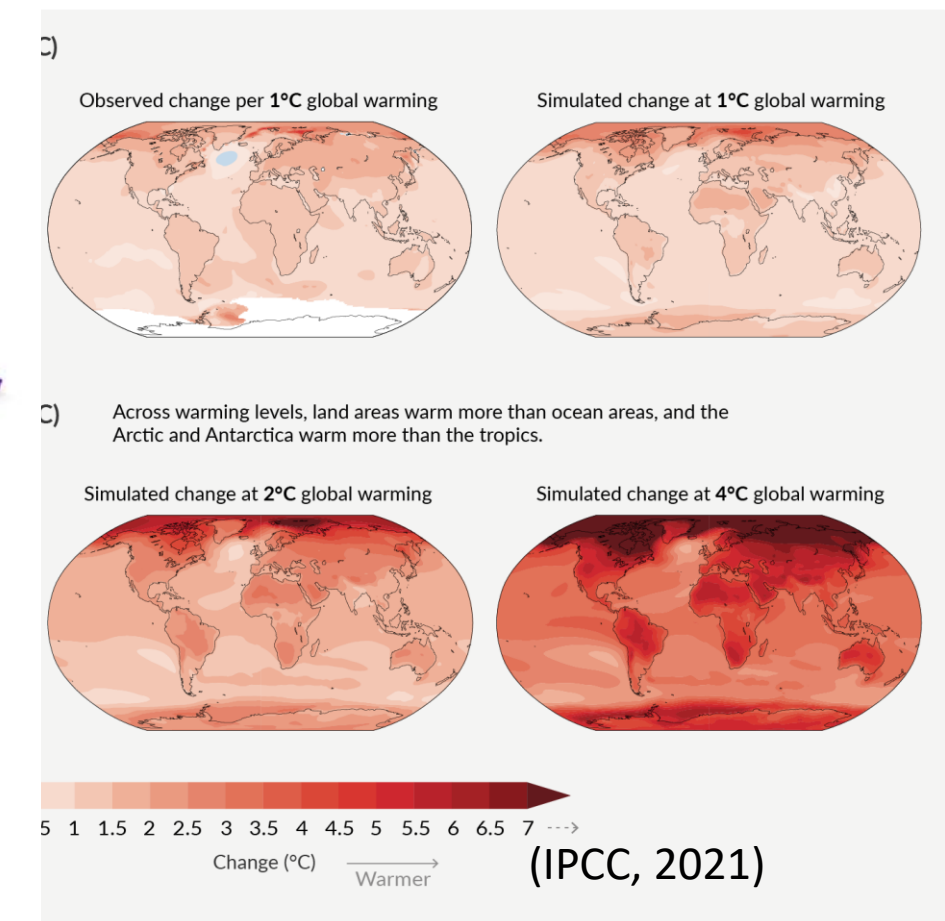 C)
Observed change per 1°C global warming
Simulated change at 1°C global warming
C)
Across warming levels, land areas warm more than ocean areas, and the
Arctic and Antarctica warm more than the tropics.
Simulated change at 2°C global warming
Simulated change at 4°C global warming
5 1 1.5 2 2.5 3 3.5 4 4.5 5 5.5 6 6.5 7
Change (°C)
Warmer
(IPCC, 2021)